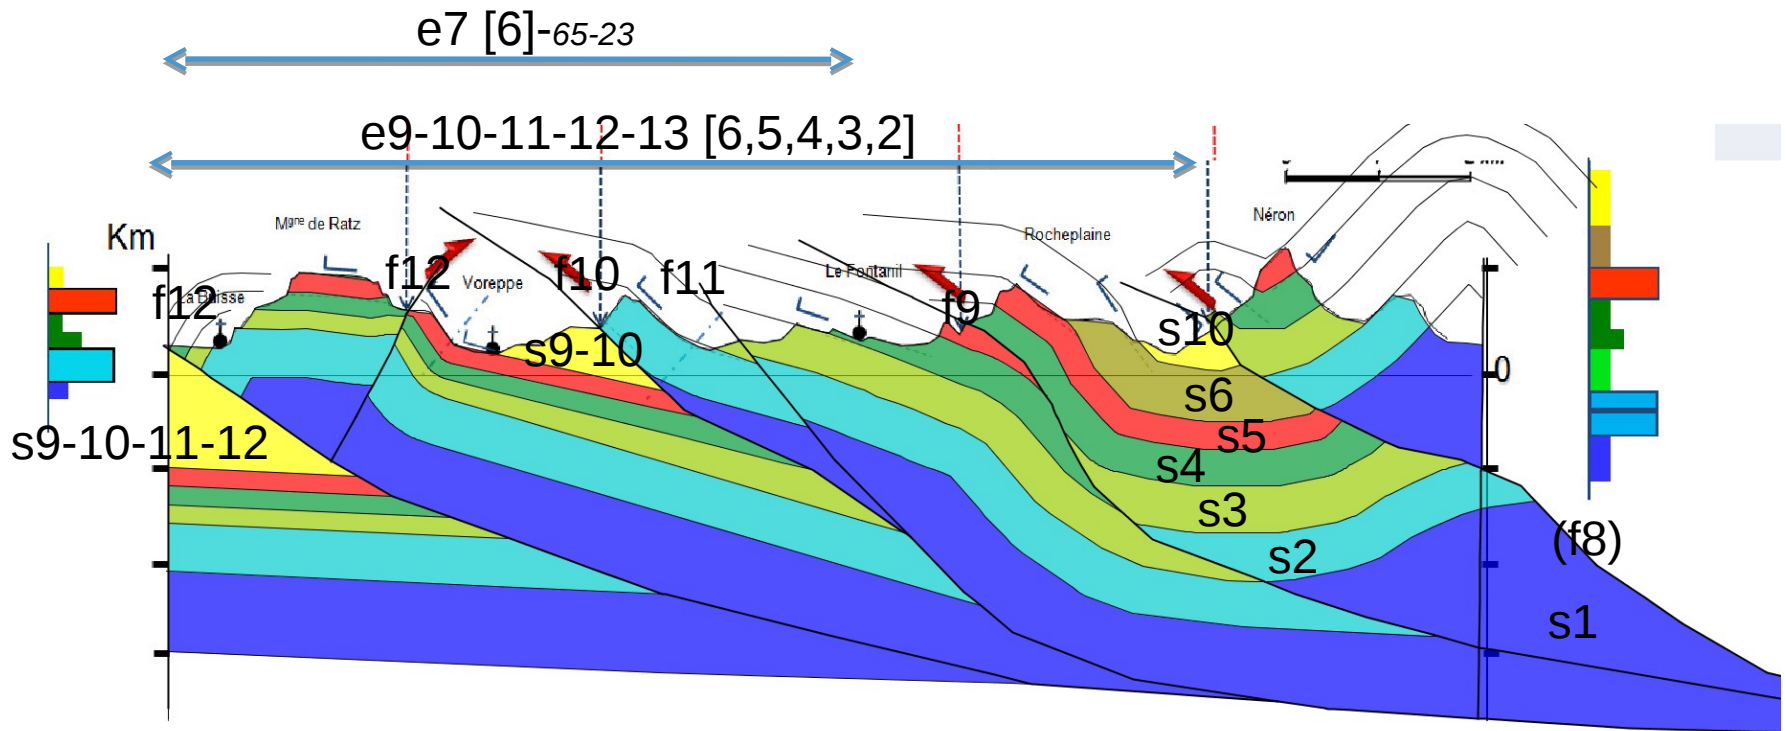 e7 [6]-65-23
e9-10-11-12-13 [6,5,4,3,2]
Km
Mgne de Ratz
Néron
Rocheplaine
f12
Voreppe
f10
f11
Le Fontanil
f12
La Buisse
f9
s10
s9-10
0
s6
s9-10-11-12
s5
s4
s3
(f8)
s2
s1